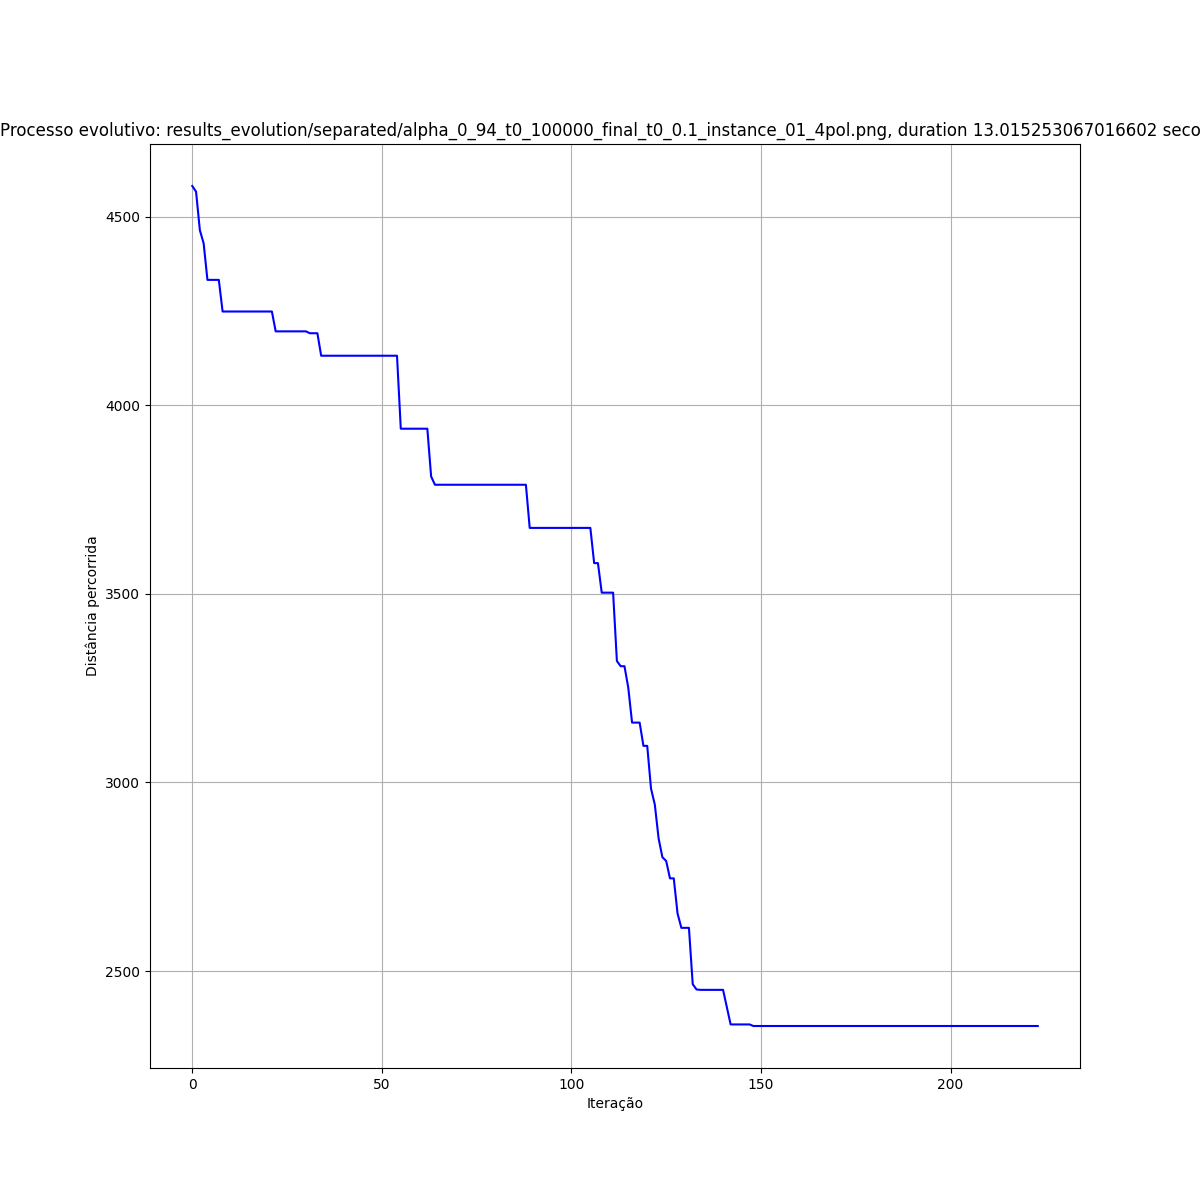 Processo evolutivo: results_evolution/separated/alpha_0_94_t0_100000_final_t0_0.1_instance_01_4pol.png, duration 13.015253067016602 seco
4500
4000
3500
3000
2500
Distância percorrida
0 50 100 150 200
Iteração